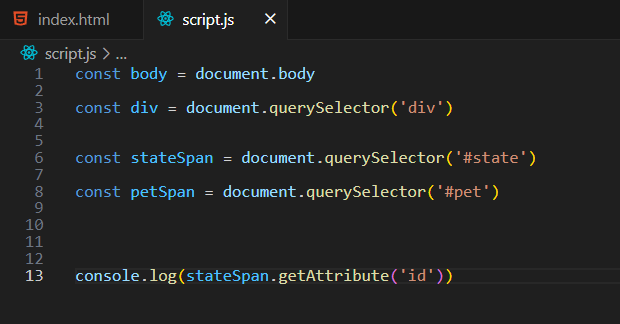 index.html script.js ×
script.js > ...
1 const body = document.body
2
3 const div = document.querySelector('div')
4
5
6 const stateSpan = document.querySelector('#state')
7
8 const petSpan = document.querySelector('#pet')
9
10
11
12
13 console.log(stateSpan.getAttribute('id'))